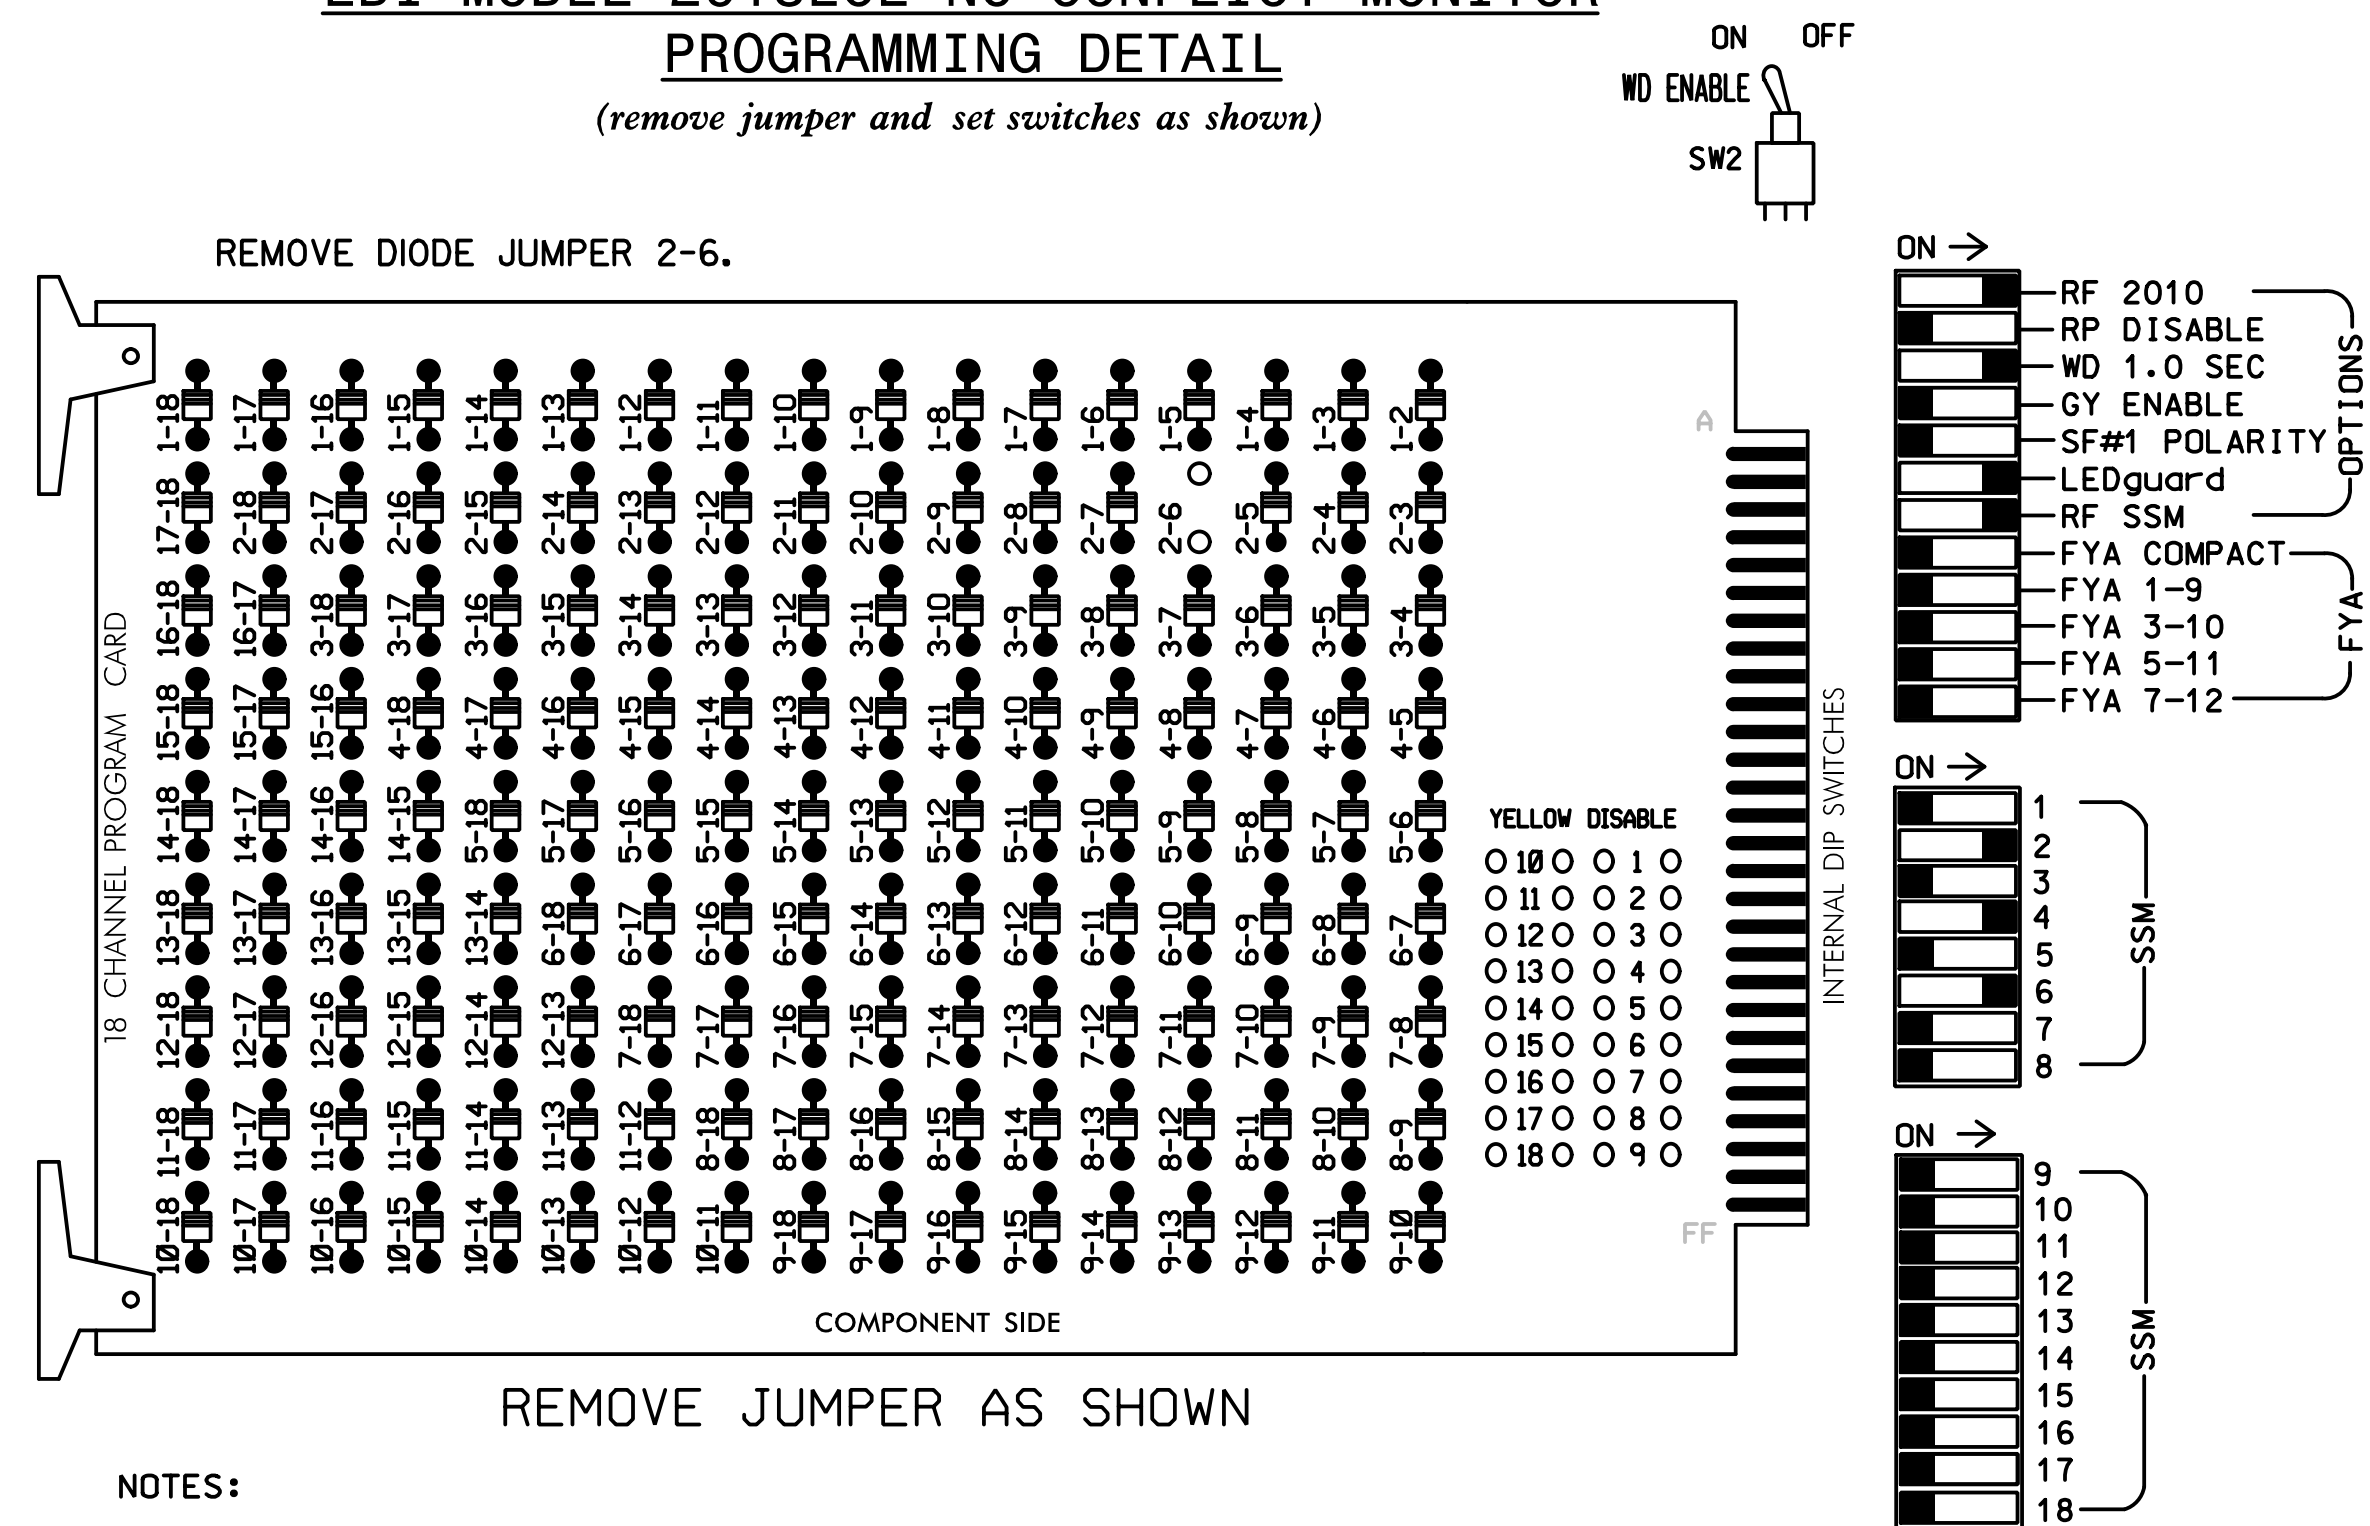 EDI MODEL CONFLICT MONITOR
PROGRAMMING DETAIL
(remove jumper and set switches as shown)
ON OFF
WD ENABLE
SW2
REMOVE DIODE JUMPER 2-6.
1-18 1-17 1-16 1-15 1-14 1-13 1-12 1-11 1-10 1-9 1-8 1-7 1-6 1-5 1-4 1-3 1-2
17-18 2-18 2-17 2-16 2-15 2-14 2-13 2-12 2-11 2-10 2-9 2-8 2-7 2-6 2-5 2-4 2-3
16-18 16-17 3-18 3-17 3-16 3-15 3-14 3-13 3-12 3-11 3-10 3-9 3-8 3-7 3-6 3-5 3-4
15-18 15-17 15-16 4-18 4-17 4-16 4-15 4-14 4-13 4-12 4-11 4-10 4-9 4-8 4-7 4-6 4-5
14-18 14-17 14-16 14-15 5-18 5-17 5-16 5-15 5-14 5-13 5-12 5-11 5-10 5-9 5-8 5-7 5-6
13-18 13-17 13-16 13-15 13-14 6-18 6-17 6-16 6-15 6-14 6-13 6-12 6-11 6-10 6-9 6-8 6-7
12-18 12-17 12-16 12-15 12-14 12-13 7-18 7-17 7-16 7-15 7-14 7-13 7-12 7-11 7-10 7-9 7-8
11-18 11-17 11-16 11-15 11-14 11-13 11-12 8-18 8-17 8-16 8-15 8-14 8-13 8-12 8-11 8-10 8-9
10-18 10-17 10-16 10-15 10-14 10-13 10-12 10-11 9-18 9-17 9-16 9-15 9-14 9-13 9-12 9-11 9-10
18 CHANNEL PROGRAM CARD
A
YELLOW DISABLE
10 1
11 2
12 3
13 4
14 5
15 6
16 7
17 8
18 9
FF
COMPONENT SIDE
INTERNAL DIP SWITCHES
REMOVE JUMPER AS SHOWN
NOTES:
ON
RF 2010
RP DISABLE
WD 1.0 SEC
GY ENABLE
SF#1 POLARITY
LEDguard
RF SSM
OPTIONS
FYA COMPACT
FYA 1-9
FYA 3-10
FYA 5-11
FYA 7-12
FYA
ON
1
2
3
4
5
6
7
8
SSM
ON
9
10
11
12
13
14
15
16
17
18
SSM